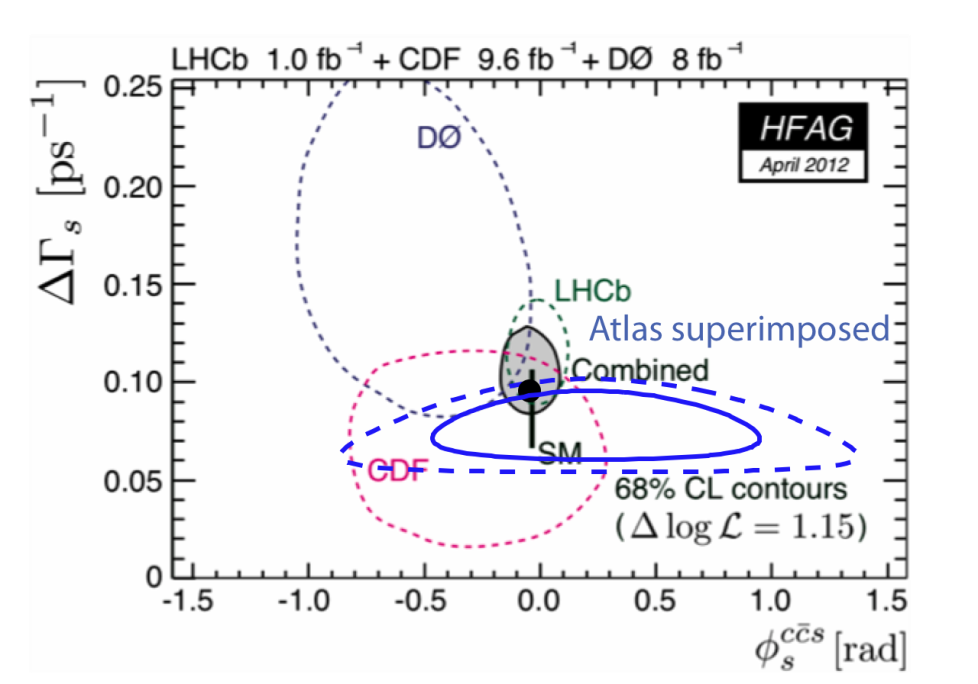 LHCb 1.0 fb⁻¹ + CDF 9.6 fb⁻¹ + DØ 8 fb⁻¹
0.25
0.20
0.15
0.10
0.05
0
ΔΓs [ps⁻¹]
DØ
HFAG
April 2012
LHCb
Atlas superimposed
Combined
SM
CDF
68% CL contours
(Δ log ℒ = 1.15)
-1.5 -1.0 -0.5 0.0 0.5 1.0 1.5
ϕₛᶜᶜ̄ˢ [rad]